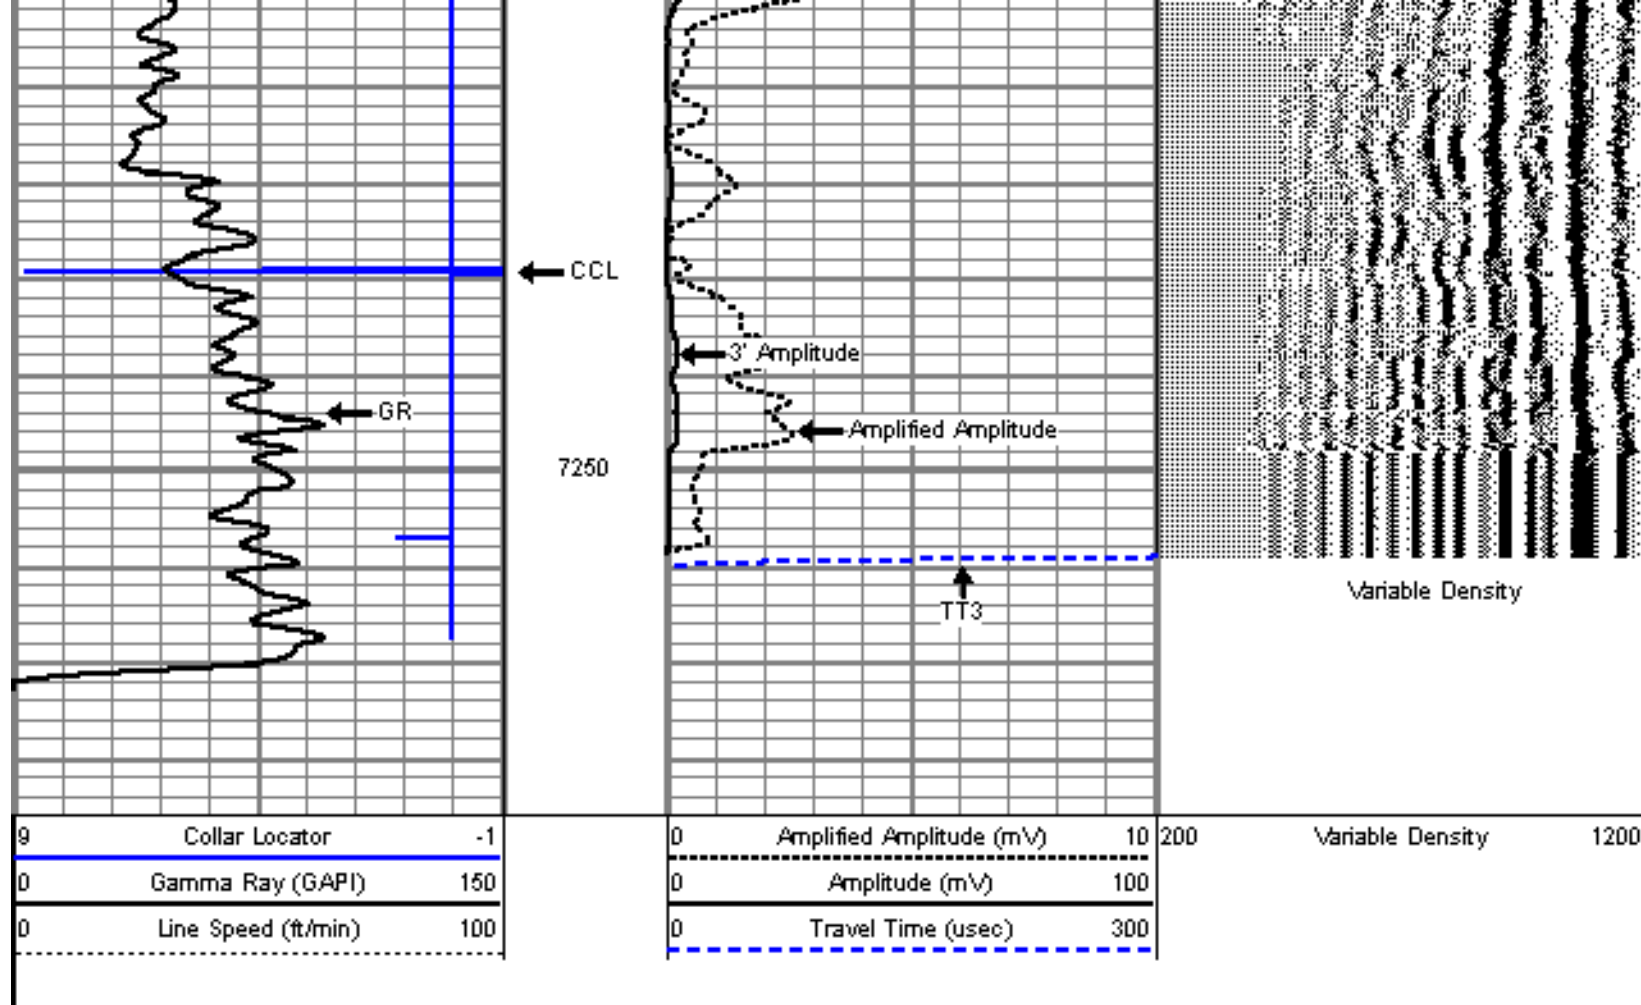 CCL
3' Amplitude
GR
Amplified Amplitude
7250
Variable Density
TT3
9 Collar Locator -1
0 Amplified Amplitude (mV) 10
200 Variable Density 1200
0 Gamma Ray (GAPI) 150
0 Amplitude (mV) 100
0 Line Speed (ft/min) 100
0 Travel Time (usec) 300